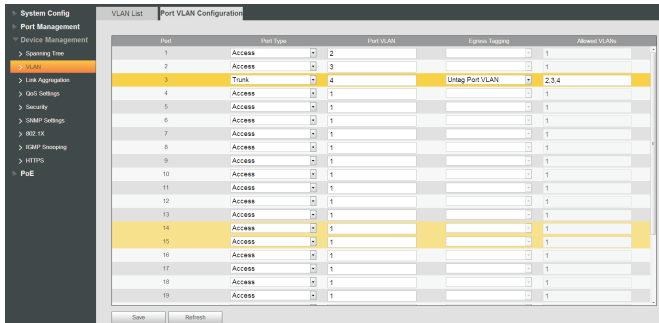 System Config
Port Management
Device Management
Spanning Tree
VLAN
Link Aggregation
QoS Settings
Security
SNMP Settings
802.1X
IGMP Snooping
HTTPS
PoE
VLAN List Port VLAN Configuration
Port Port Type Port VLAN Egress Tagging Allowed VLANs
1 Access 2 1
2 Access 3 1
3 Trunk 4 Untag Port VLAN 2,3,4
4 Access 1 1
5 Access 1 1
6 Access 1 1
7 Access 1 1
8 Access 1 1
9 Access 1 1
10 Access 1 1
11 Access 1 1
12 Access 1 1
13 Access 1 1
14 Access 1 1
15 Access 1 1
16 Access 1 1
17 Access 1 1
18 Access 1 1
19 Access 1 1
Save Refresh